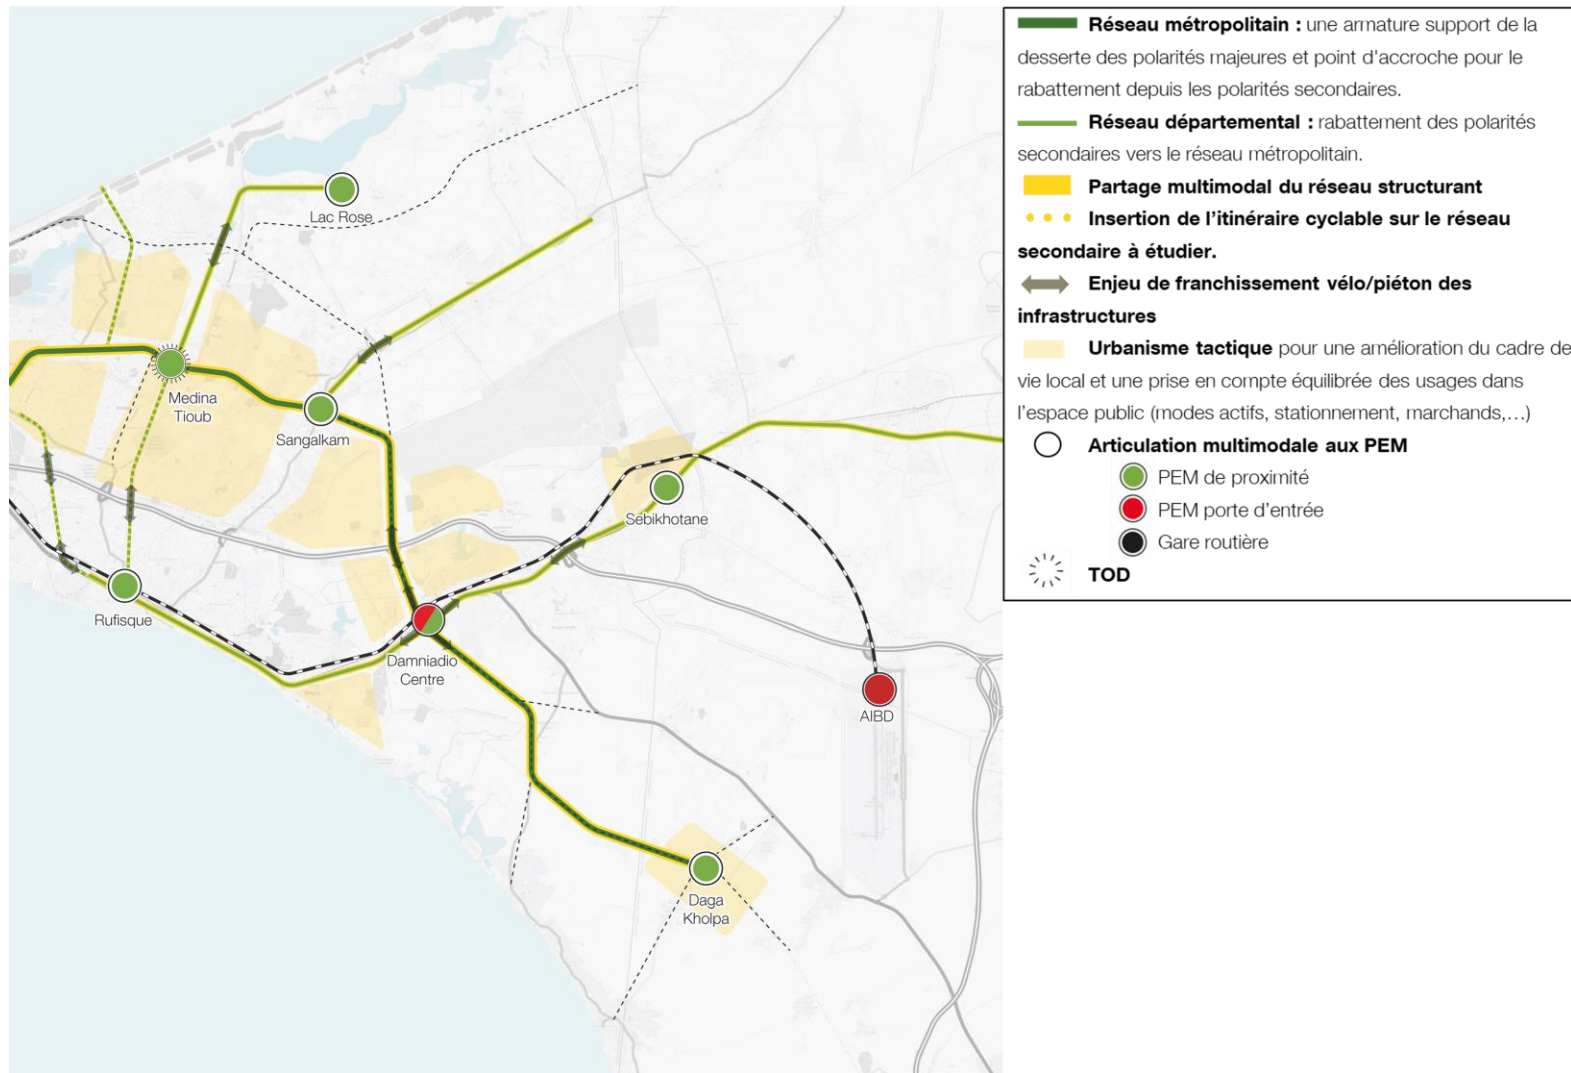 Lac Rose
Medina
Tioub
Sangalkam
Sebikhotane
Rufisque
Damniadio
Centre
AIBD
Daga
Kholpa
Réseau métropolitain : une armature support de la
desserte des polarités majeures et point d'accroche pour le
rabattement depuis les polarités secondaires.
Réseau départemental : rabattement des polarités
secondaires vers le réseau métropolitain.
Partage multimodal du réseau structurant
Insertion de l'itinéraire cyclable sur le réseau
secondaire à étudier.
Enjeu de franchissement vélo/piéton des
infrastructures
Urbanisme tactique pour une amélioration du cadre de
vie local et une prise en compte équilibrée des usages dans
l'espace public (modes actifs, stationnement, marchands,…)
Articulation multimodale aux PEM
PEM de proximité
PEM porte d'entrée
Gare routière
TOD